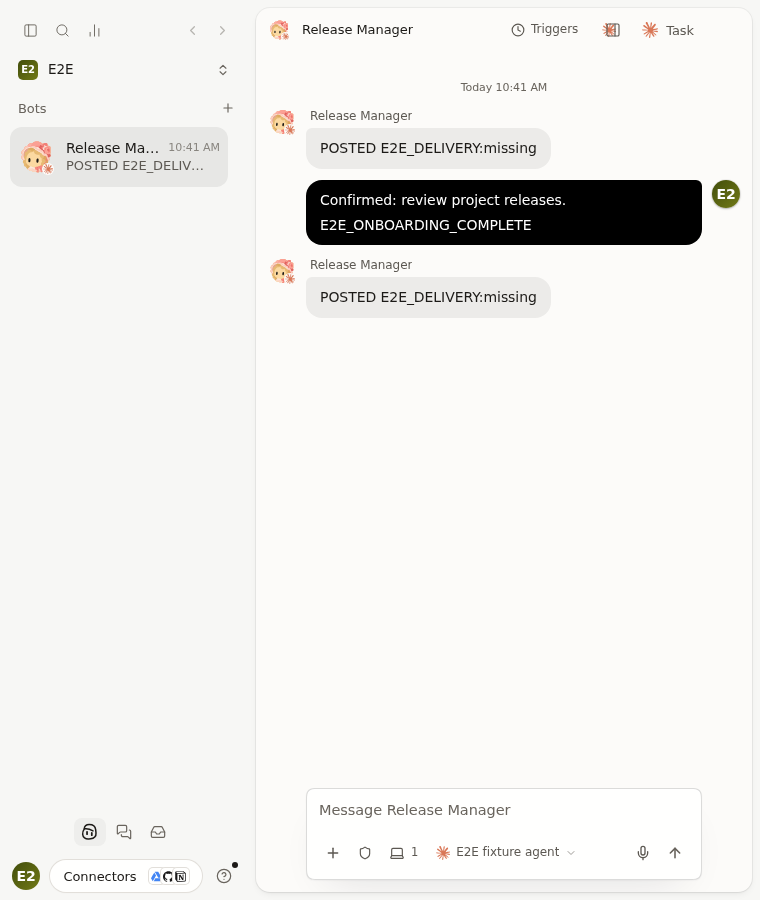 E2 E2E
Bots
Release Ma... 10:41 AM
POSTED E2E_DELIV...
Connectors
E2
Release Manager
Triggers
Task
Today 10:41 AM
Release Manager
POSTED E2E_DELIVERY:missing
Confirmed: review project releases.
E2E_ONBOARDING_COMPLETE
E2
Release Manager
POSTED E2E_DELIVERY:missing
Message Release Manager
1 E2E fixture agent